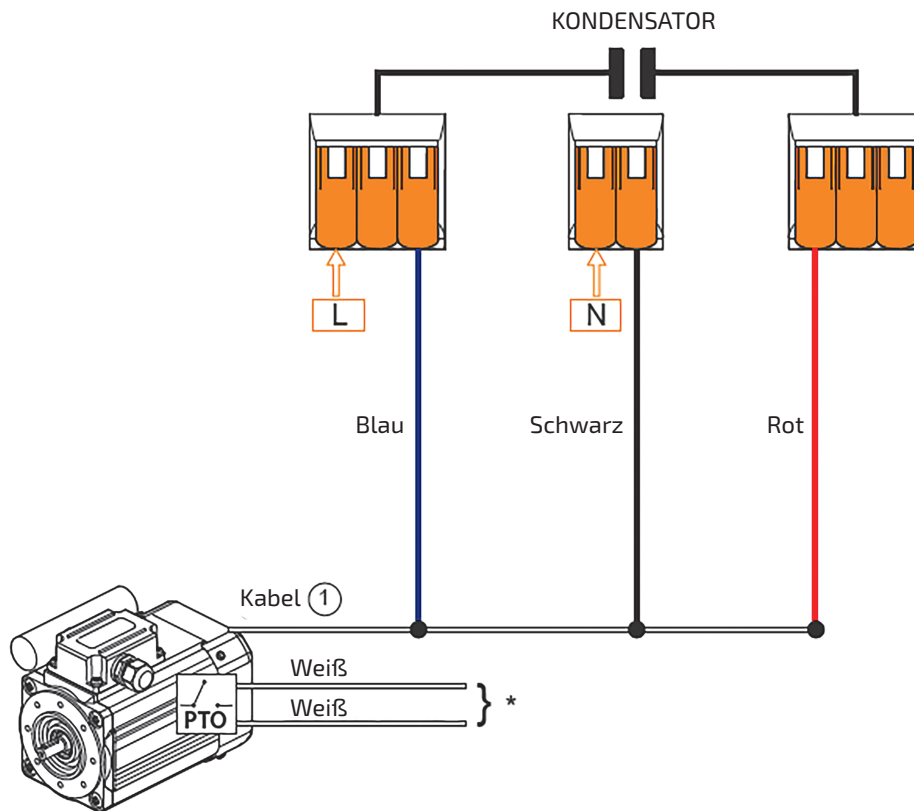 KONDENSATOR
L
N
Blau
Schwarz
Rot
Kabel 1
Weiß
Weiß
} *
PTO